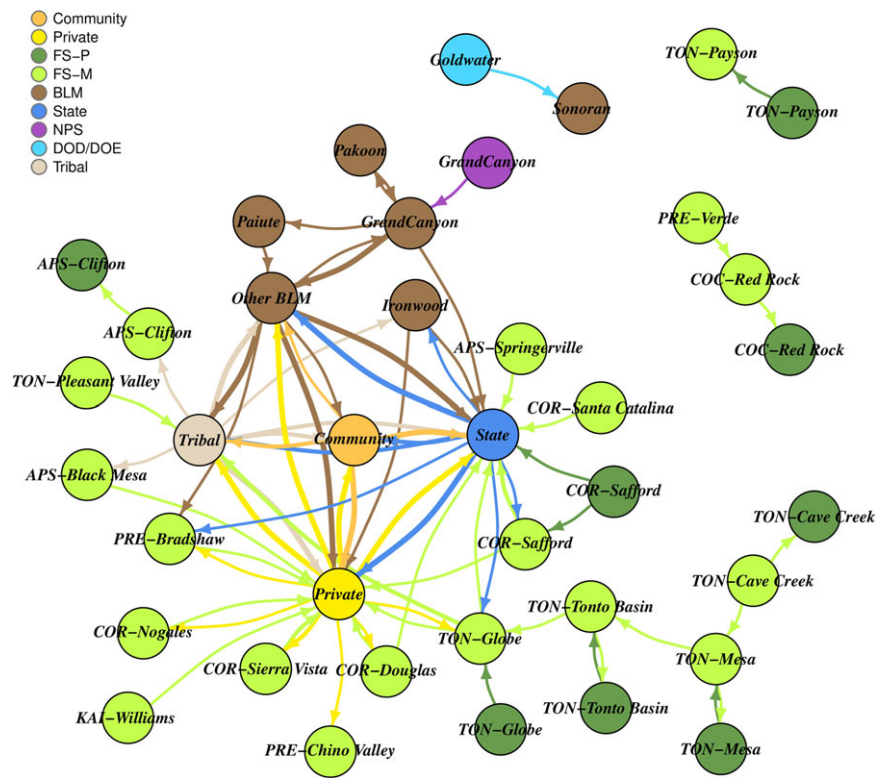 Community
Private
FS-P
FS-M
BLM
State
NPS
DOD/DOE
Tribal
Goldwater
Sonoran
TON-Payson
TON-Payson
Pakoon
GrandCanyon
Paiute
GrandCanyon
PRE-Verde
APS-Clifton
COC-Red Rock
Other BLM
Ironwood
APS-Clifton
APS-Springerville
COC-Red Rock
TON-Pleasant Valley
COR-Santa Catalina
Tribal
Community
State
APS-Black Mesa
COR-Safford
TON-Cave Creek
PRE-Bradshaw
COR-Safford
TON-Cave Creek
Private
TON-Tonto Basin
COR-Nogales
TON-Globe
TON-Mesa
COR-Sierra Vista
COR-Douglas
KAI-Williams
TON-Tonto Basin
TON-Globe
PRE-Chino Valley
TON-Mesa